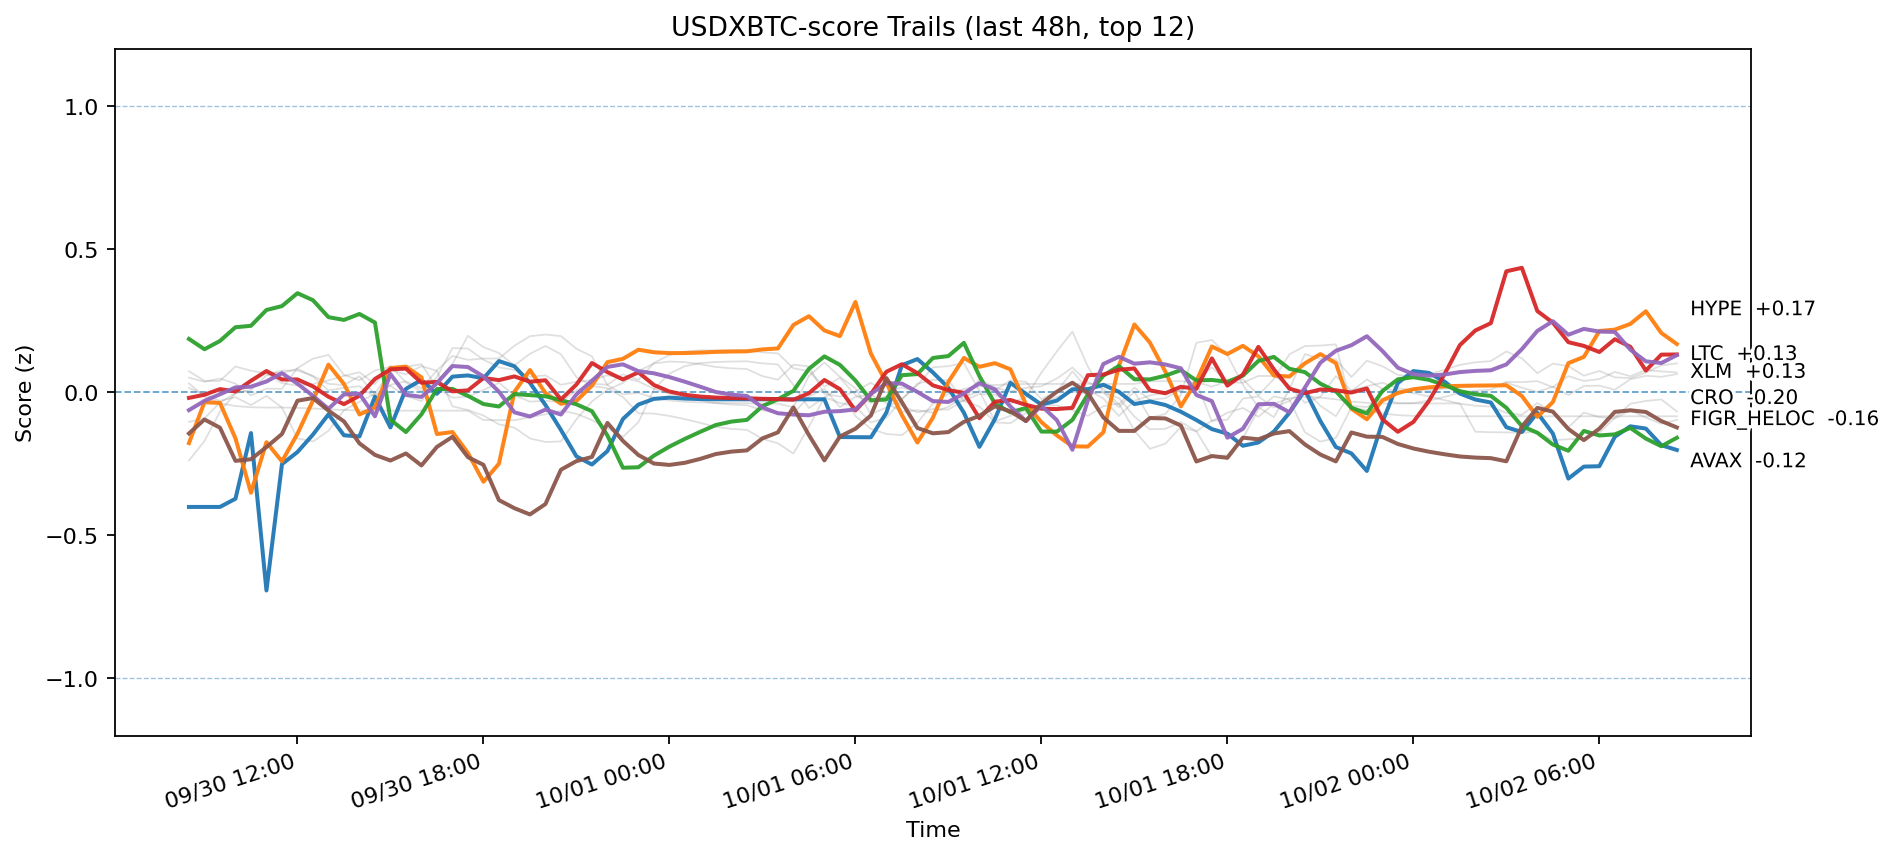 USDXBTC-score Trails (last 48h, top 12)
Score (z)
1.0
0.5
0.0
−0.5
−1.0
HYPE +0.17
LTC +0.13
XLM +0.13
CRO -0.20
FIGR_HELOC -0.16
AVAX -0.12
09/30 12:00
09/30 18:00
10/01 00:00
10/01 06:00
10/01 12:00
10/01 18:00
10/02 00:00
10/02 06:00
Time